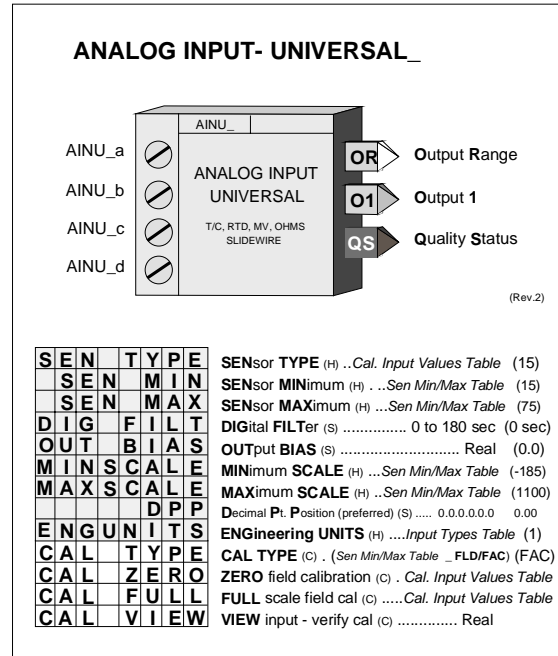 ANALOG INPUT- UNIVERSAL_
AINU_
AINU_a
AINU_b
AINU_c
AINU_d
ANALOG INPUT
UNIVERSAL
T/C, RTD, MV, OHMS
SLIDEWIRE
OR Output Range
O1 Output 1
QS Quality Status
(Rev.2)
SEN TYPE SENsor TYPE (H) ..Cal. Input Values Table (15)
SEN MIN SENsor MINimum (H) . ..Sen Min/Max Table (15)
SEN MAX SENsor MAXimum (H) ...Sen Min/Max Table (75)
DIG FILT DIGital FILTer (S) ............... 0 to 180 sec (0 sec)
OUT BIAS OUTput BIAS (S) ............................ Real (0.0)
MINSCALE MINimum SCALE (H) ...Sen Min/Max Table (-185)
MAXSCALE MAXimum SCALE (H) ...Sen Min/Max Table (1100)
DPP Decimal Pt. Position (preferred) (S) ..... 0.0.0.0.0.0 0.00
ENGUNITS ENGineering UNITS (H) ....Input Types Table (1)
CAL TYPE CAL TYPE (C) . (Sen Min/Max Table _ FLD/FAC) (FAC)
CAL ZERO ZERO field calibration (C) . Cal. Input Values Table
CAL FULL FULL scale field cal (C) .....Cal. Input Values Table
CAL VIEW VIEW input - verify cal (C) .............. Real